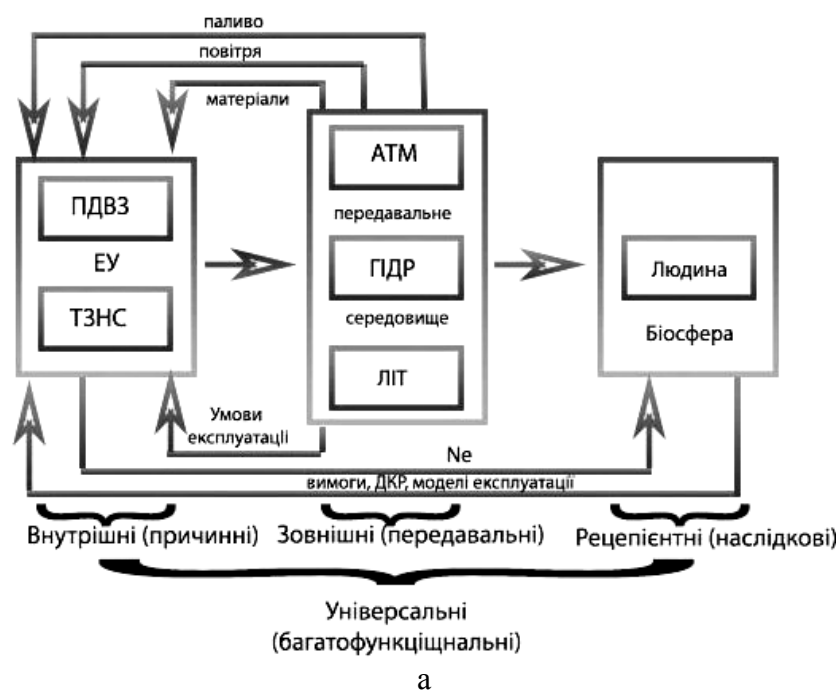 паливо
повітря
матеріали
ПДВЗ
ЕУ
ТЗНС
АТМ
передавальне
ГІДР
середовище
ЛІТ
Людина
Біосфера
Умови
експлуатації
Ne
вимоги, ДКР, моделі експлуатації
Внутрішні (причинні)
Зовнішні (передавальні)
Рецепієнтні (наслідкові)
Універсальні
(багатофункціщнальні)
а